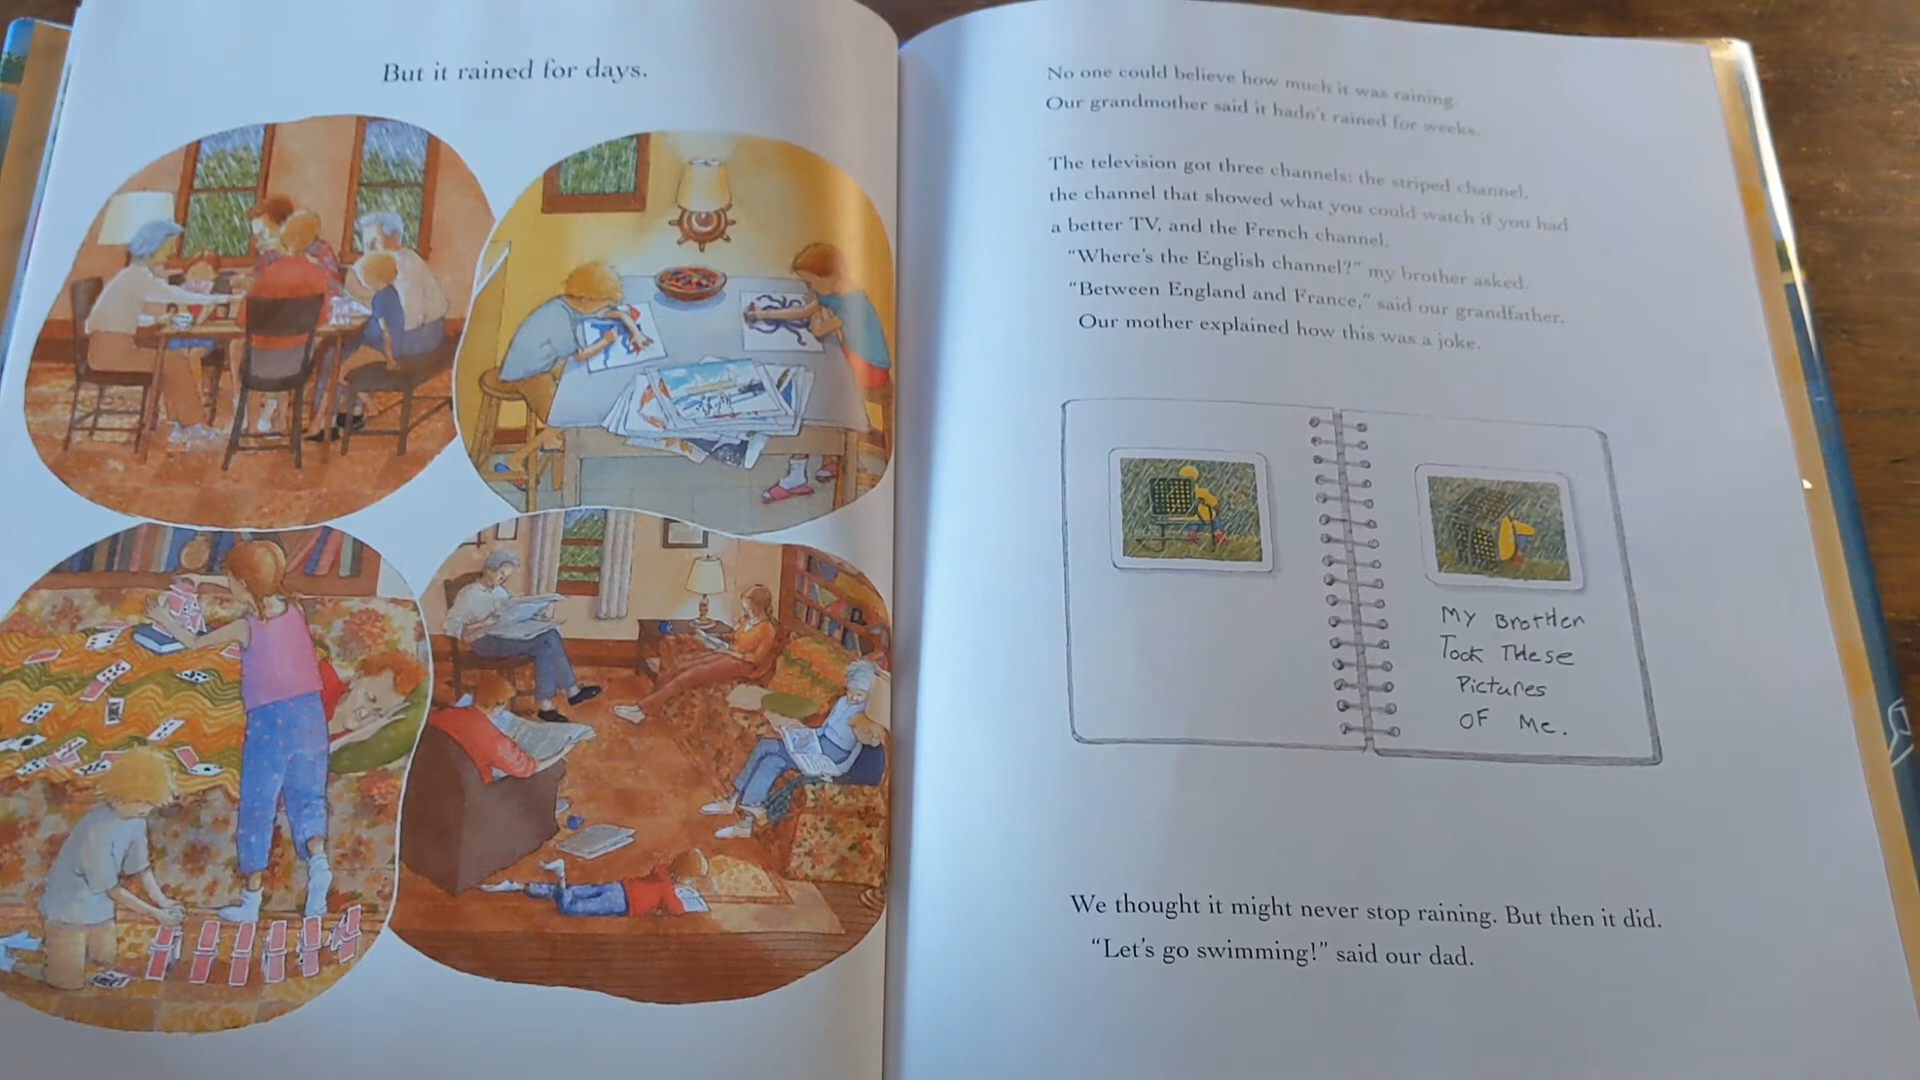 But it rained for days.
No one could believe how much it was raining.
Our grandmother said it hadn't rained for weeks.
The television got three channels: the striped channel,
the channel that showed what you could watch if you had
a better TV, and the French channel.
"Where's the English channel?" my brother asked.
"Between England and France," said our grandfather.
Our mother explained how this was a joke.
My Brother
Took These
Pictures
OF Me.
We thought it might never stop raining. But then it did.
"Let's go swimming!" said our dad.